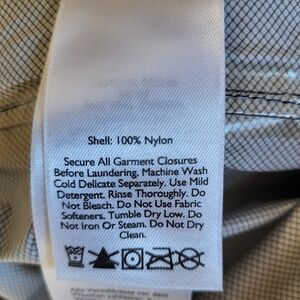 Shell: 100% Nylon
Secure All Garment Closures
Before Laundering. Machine Wash
Cold Delicate Separately. Use Mild
Detergent. Rinse Thoroughly. Do
Not Bleach. Do Not Use Fabric
Softeners. Tumble Dry Low. Do
Not Iron Or Steam. Do Not Dry
Clean.